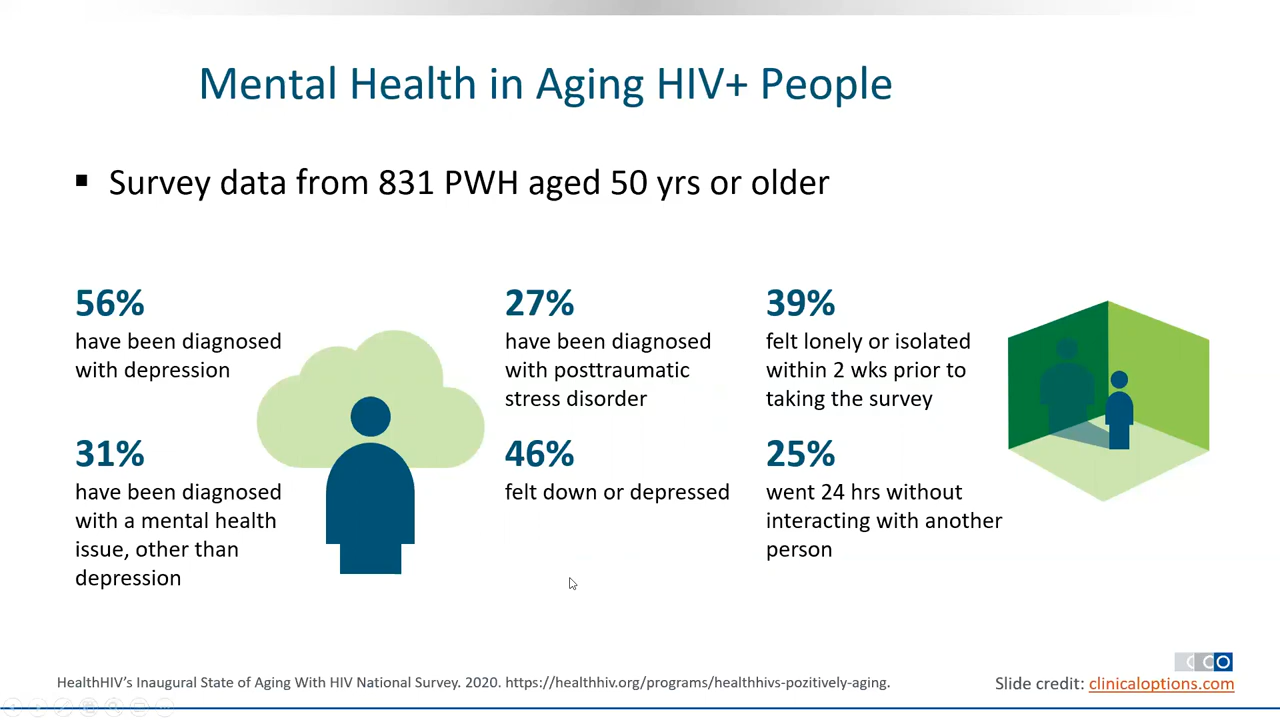 Mental Health in Aging HIV+ People
▪ Survey data from 831 PWH aged 50 yrs or older
56%
have been diagnosed
with depression
31%
have been diagnosed
with a mental health
issue, other than
depression
27%
have been diagnosed
with posttraumatic
stress disorder
46%
felt down or depressed
39%
felt lonely or isolated
within 2 wks prior to
taking the survey
25%
went 24 hrs without
interacting with another
person
CCO
HealthHIV’s Inaugural State of Aging With HIV National Survey. 2020. https://healthhiv.org/programs/healthhivs-pozitively-aging.
Slide credit: clinicaloptions.com